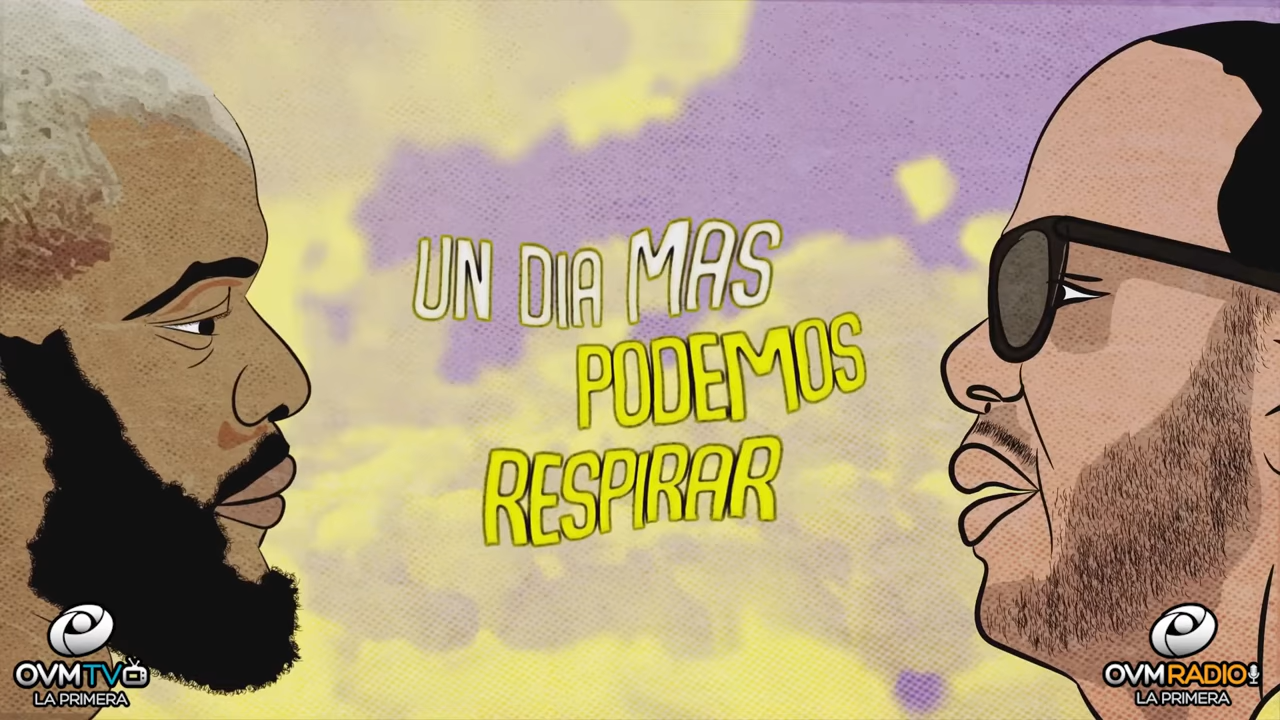 UN DIA MAS
PODEMOS
RESPIRAR
OVMTV
LA PRIMERA
OVMRADIO
LA PRIMERA